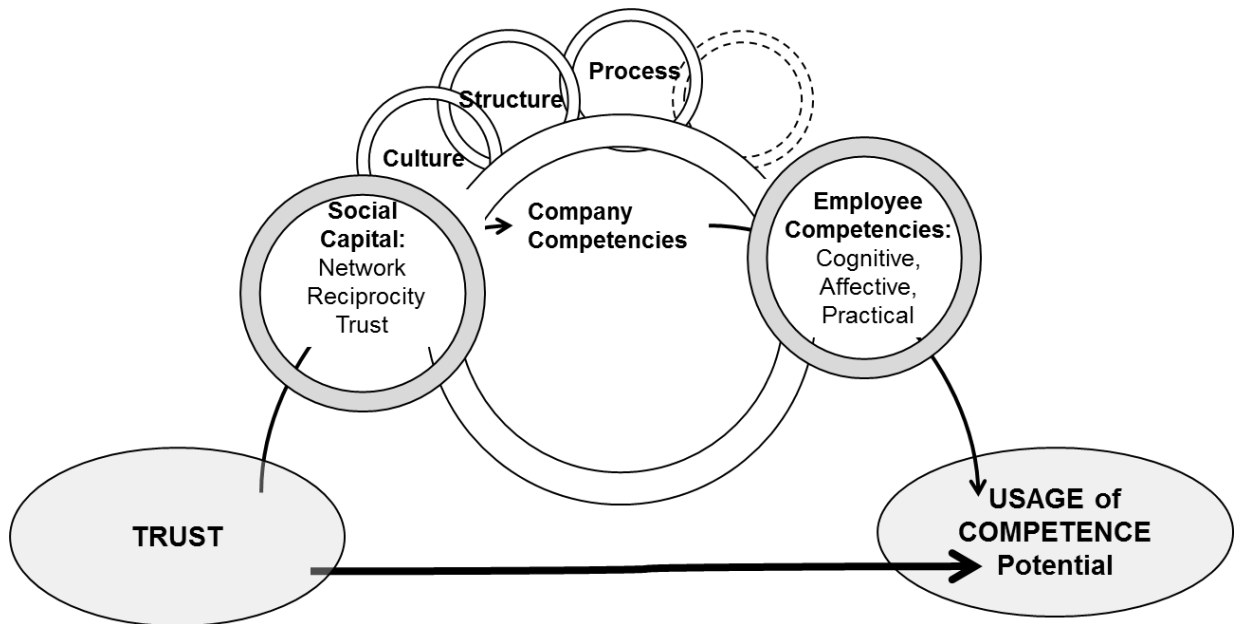 Process
Structure
Culture
Social
Capital:
Network
Reciprocity
Trust
Company
Competencies
Employee
Competencies:
Cognitive,
Affective,
Practical
TRUST
USAGE of
COMPETENCE
Potential